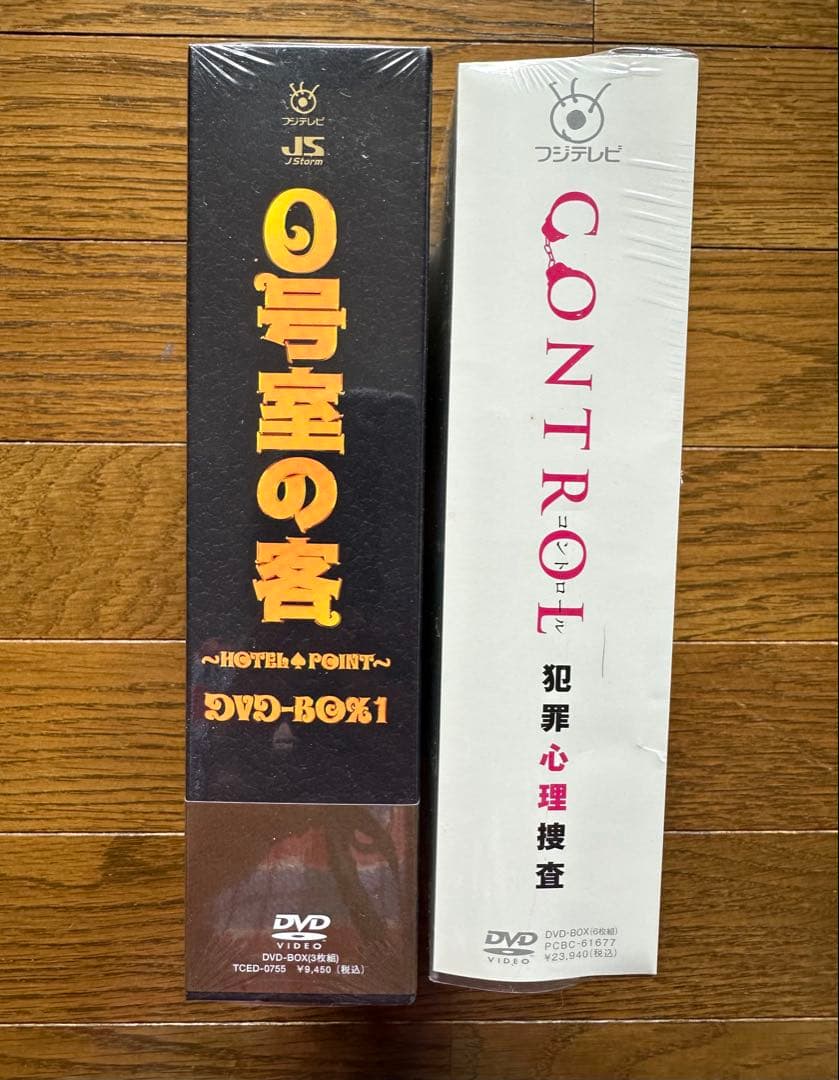 フジテレビ
JS
J Storm
0号室の客
～HOTEL♠POINT～
DVD-BOX1
DVD
VIDEO
DVD-BOX(3枚組)
TCED-0755 ¥9,450（税込）
フジテレビ
CONTROL
コントロール
犯罪心理捜査
DVD
VIDEO
DVD-BOX(6枚組)
PCBC-61677
¥23,940(税込)